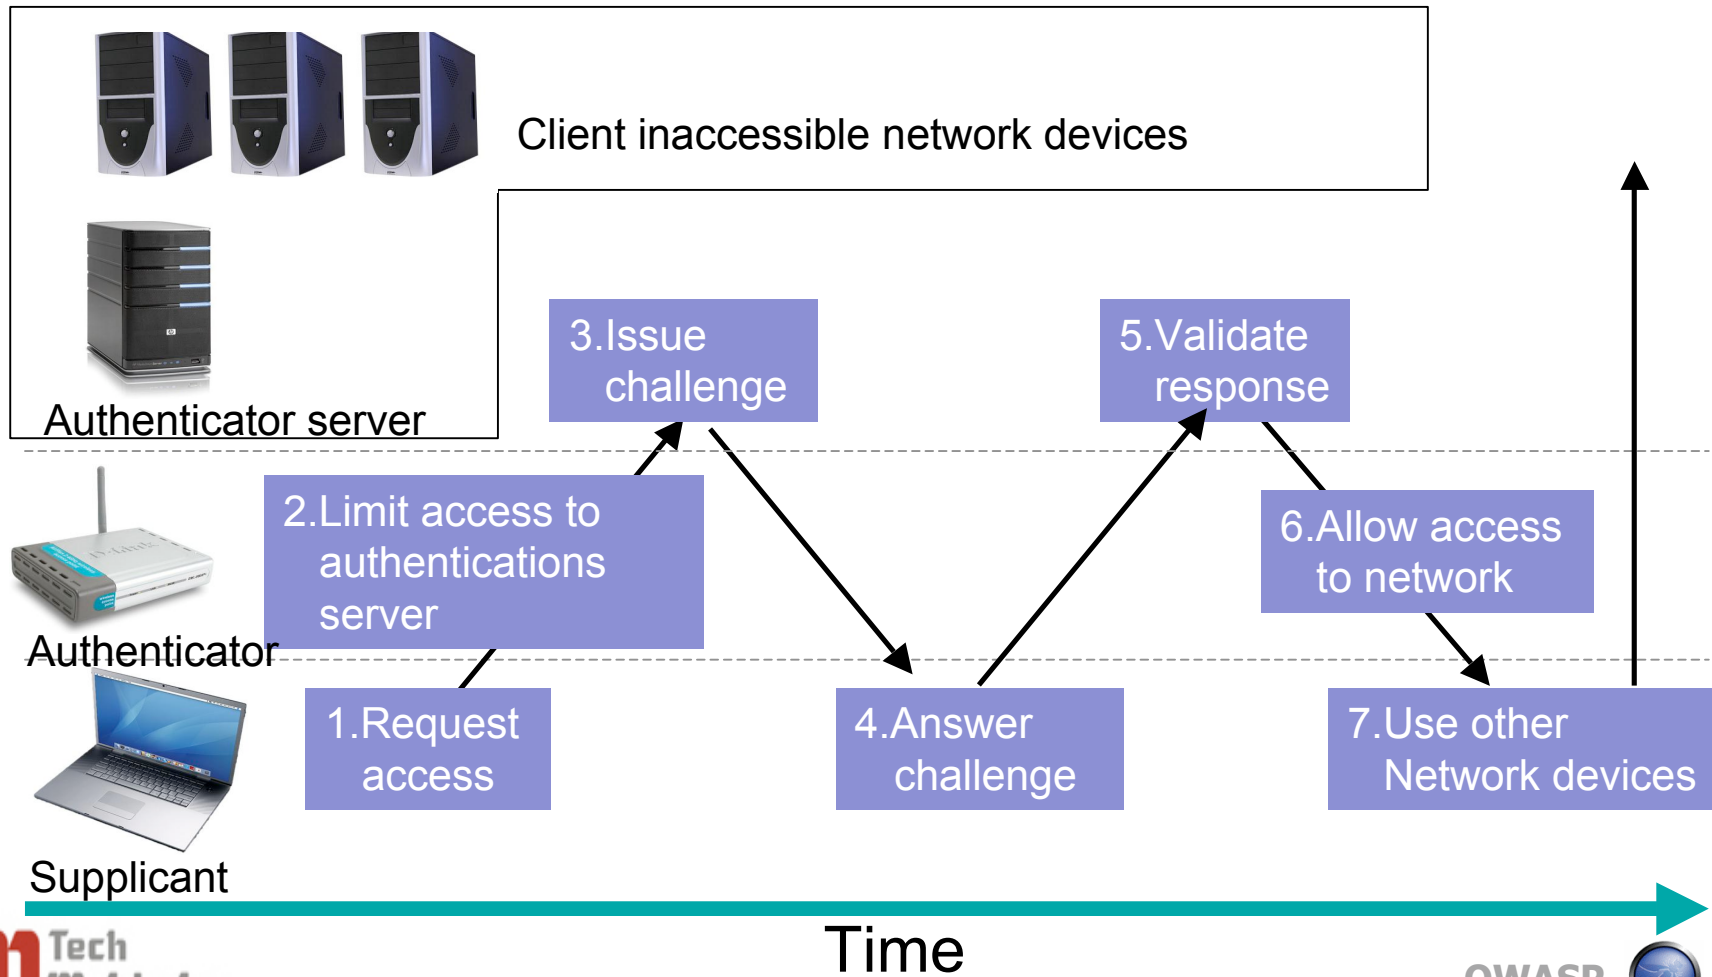 Client inaccessible network devices
Authenticator server
3.Issue
challenge
5.Validate
response
2.Limit access to
authentications
server
6.Allow access
to network
Authenticator
1.Request
access
4.Answer
challenge
7.Use other
Network devices
Supplicant
Time
Tech
OWASP